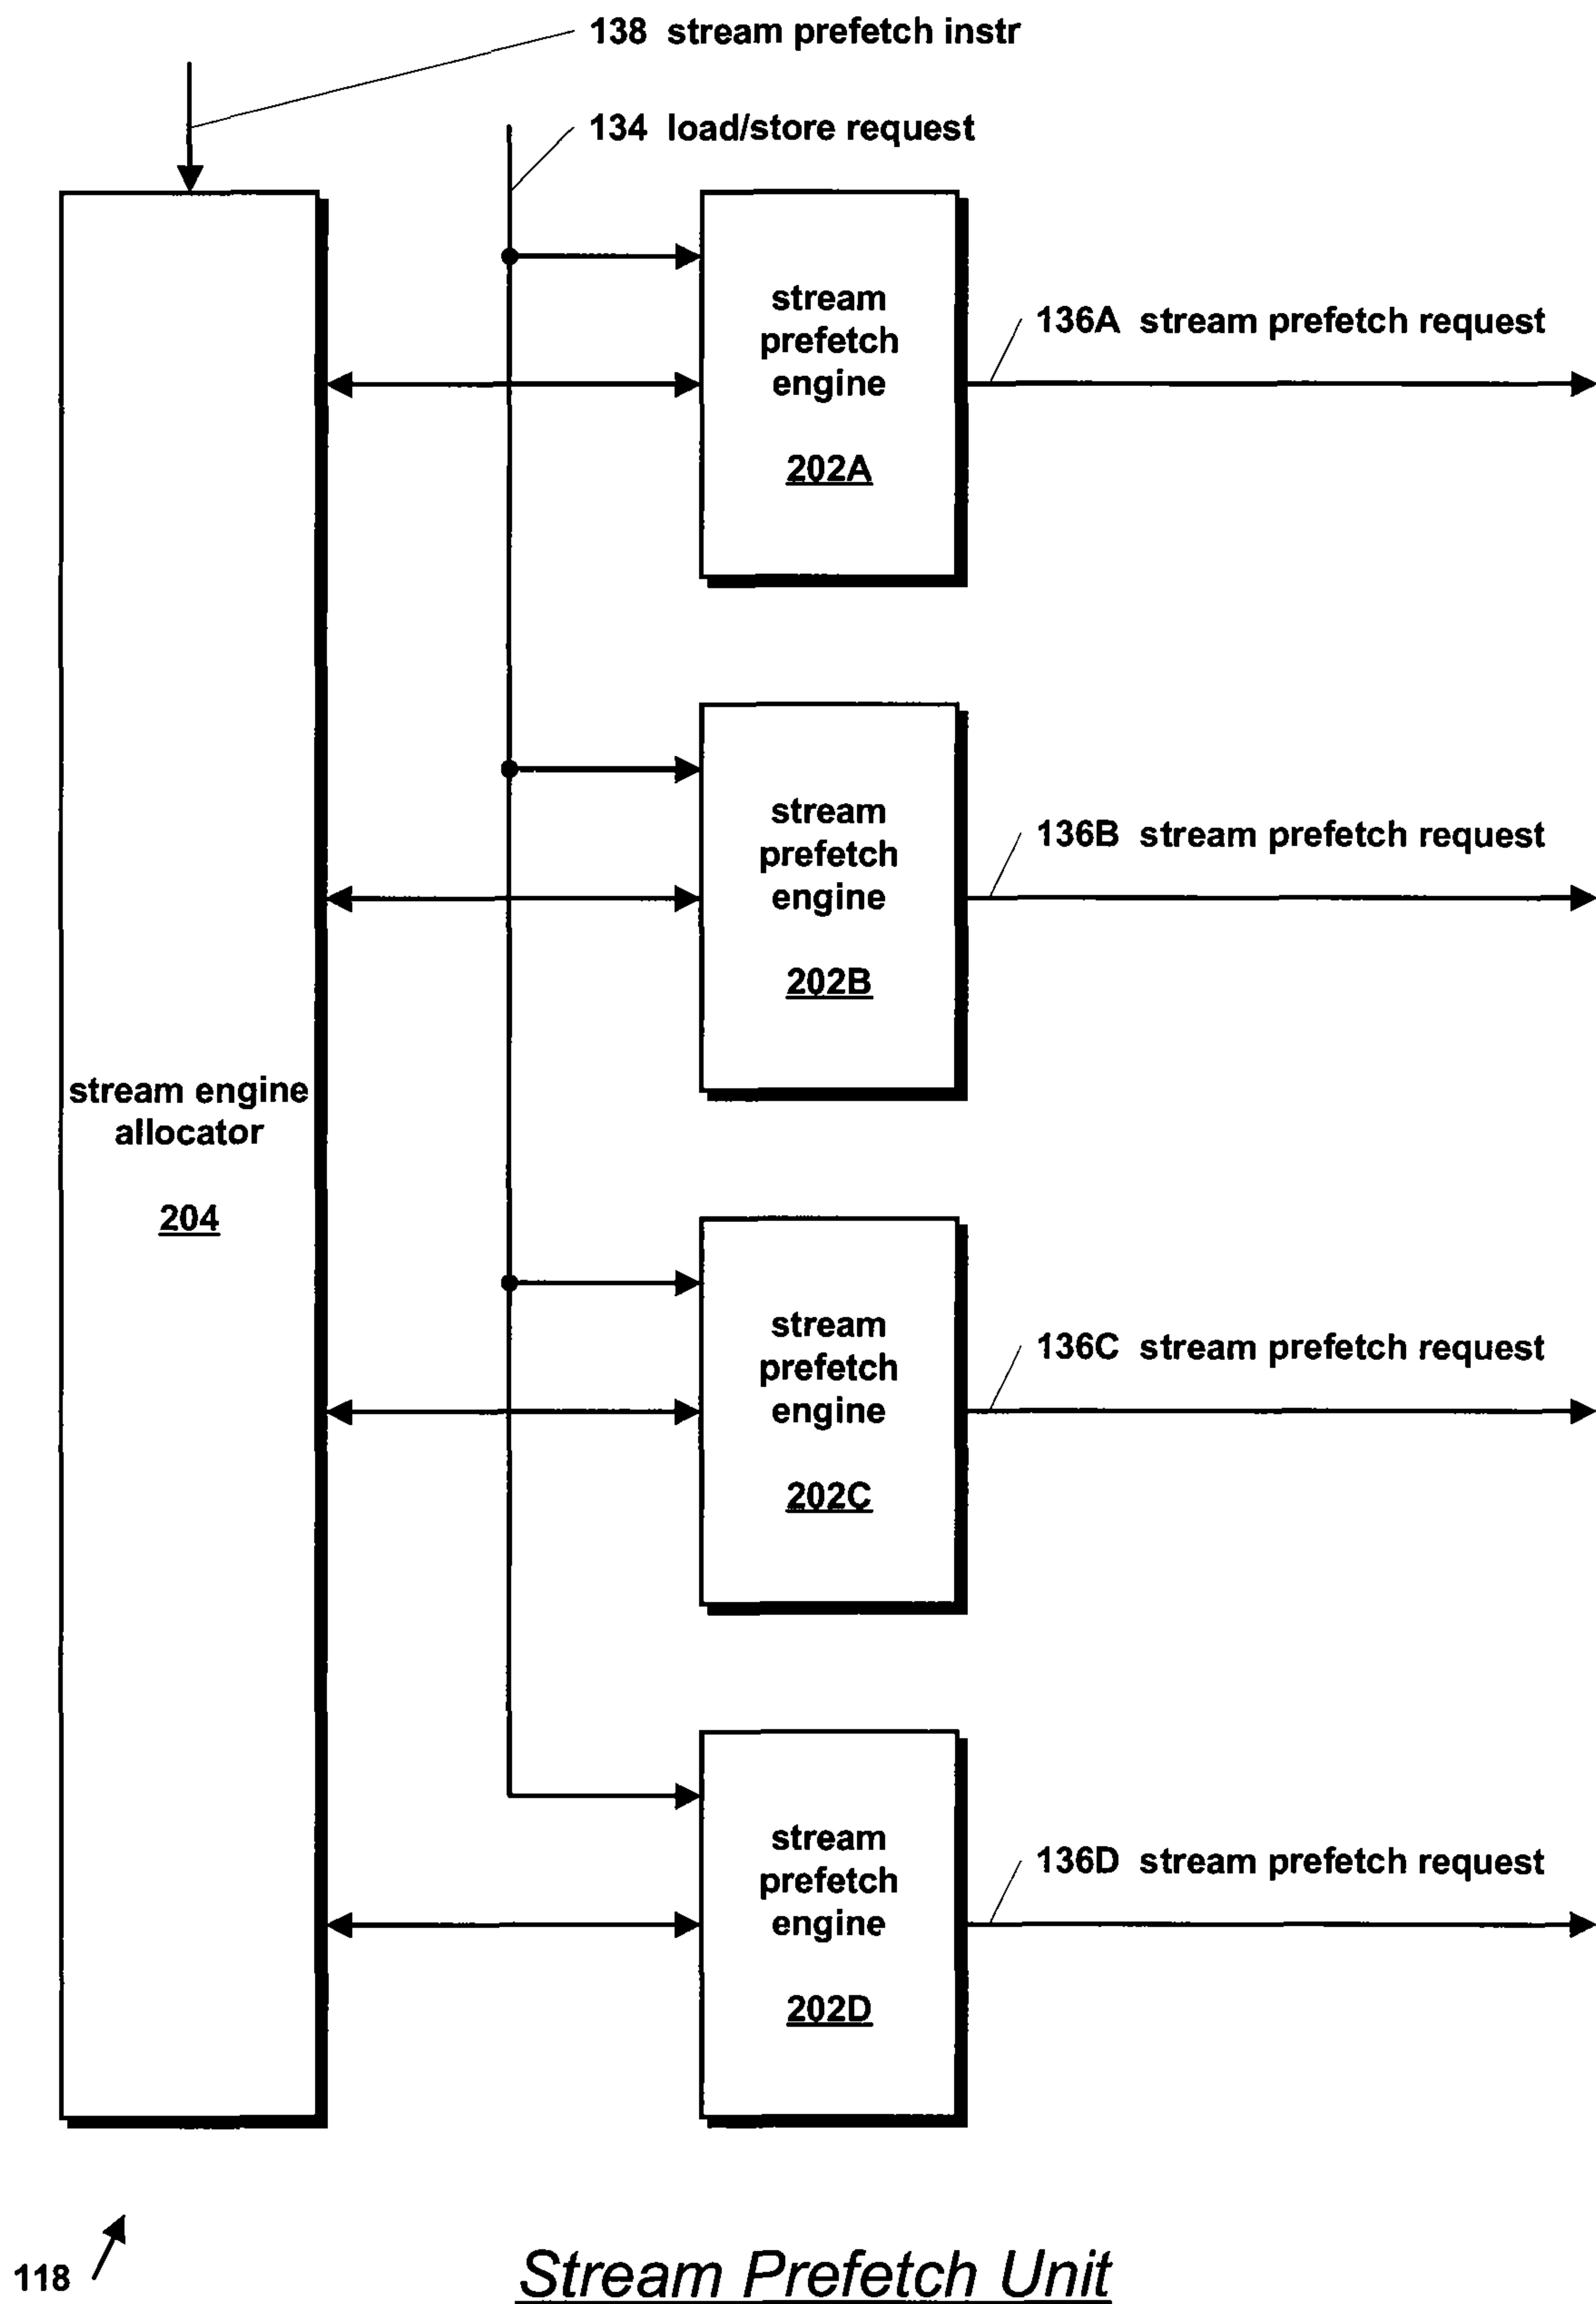 138 stream prefetch instr
134 load/store request
stream
prefetch
engine
202A
136A stream prefetch request
stream
prefetch
engine
202B
136B stream prefetch request
stream engine
allocator
204
stream
prefetch
engine
202C
136C stream prefetch request
stream
prefetch
engine
202D
136D stream prefetch request
118
Stream Prefetch Unit